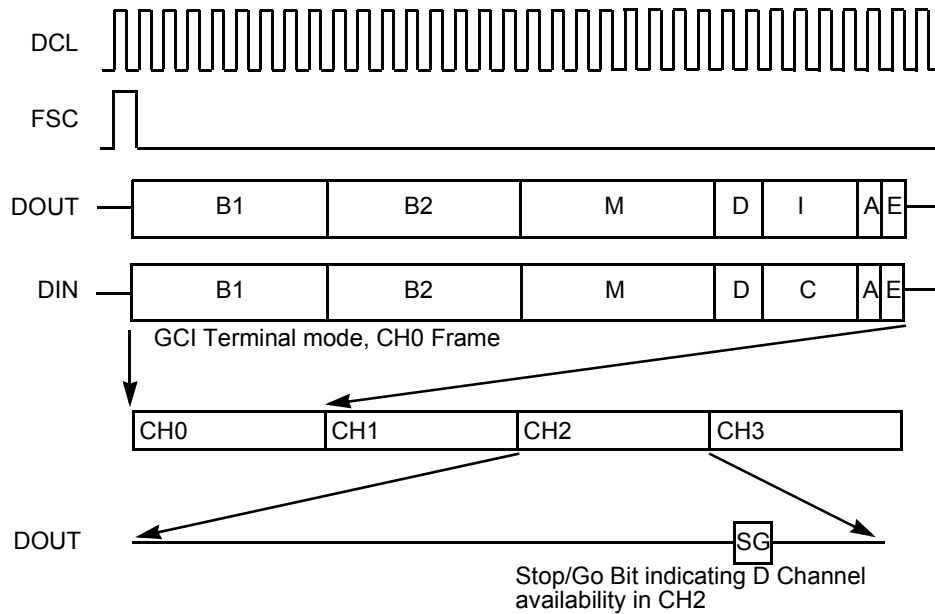 DCL
FSC
DOUT B1 B2 M D I A E
DIN B1 B2 M D C A E
GCI Terminal mode, CH0 Frame
CH0 CH1 CH2 CH3
DOUT SG
Stop/Go Bit indicating D Channel
availability in CH2